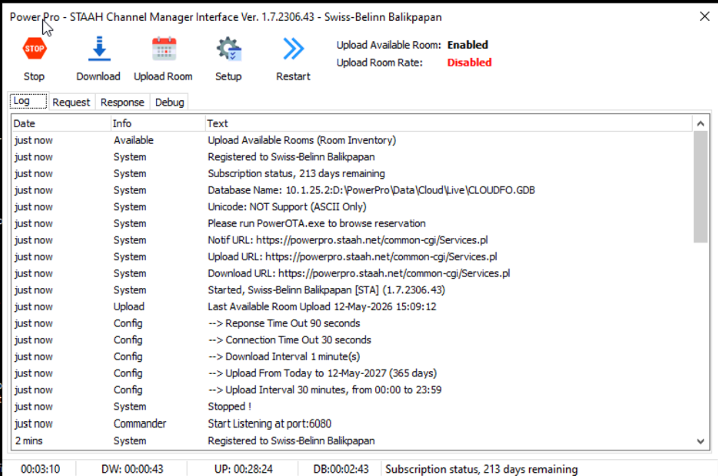 Power Pro - STAAH Channel Manager Interface Ver. 1.7.2306.43 - Swiss-Belinn Balikpapan
STOP
Stop
Download
Upload Room
Setup
Restart
Upload Available Room: Enabled
Upload Room Rate: Disabled
Log Request Response Debug
Date Info Text
just now Available Upload Available Rooms (Room Inventory)
just now System Registered to Swiss-Belinn Balikpapan
just now System Subscription status, 213 days remaining
just now System Database Name: 10.1.25.2:D:\PowerPro\Data\Cloud\Live\CLOUDFO.GDB
just now System Unicode: NOT Support (ASCII Only)
just now System Please run PowerOTA.exe to browse reservation
just now System Notif URL: https://powerpro.staah.net/common-cgi/Services.pl
just now System Upload URL: https://powerpro.staah.net/common-cgi/Services.pl
just now System Download URL: https://powerpro.staah.net/common-cgi/Services.pl
just now System Started, Swiss-Belinn Balikpapan [STA] (1.7.2306.43)
just now Upload Last Available Room Upload 12-May-2026 15:09:12
just now Config --> Reponse Time Out 90 seconds
just now Config --> Connection Time Out 30 seconds
just now Config --> Download Interval 1 minute(s)
just now Config --> Upload From Today to 12-May-2027 (365 days)
just now Config --> Upload Interval 30 minutes, from 00:00 to 23:59
just now System Stopped !
just now Commander Start Listening at port:6080
2 mins System Registered to Swiss-Belinn Balikpapan
00:03:10 DW: 00:00:43 UP: 00:28:24 DB:00:02:43 Subscription status, 213 days remaining